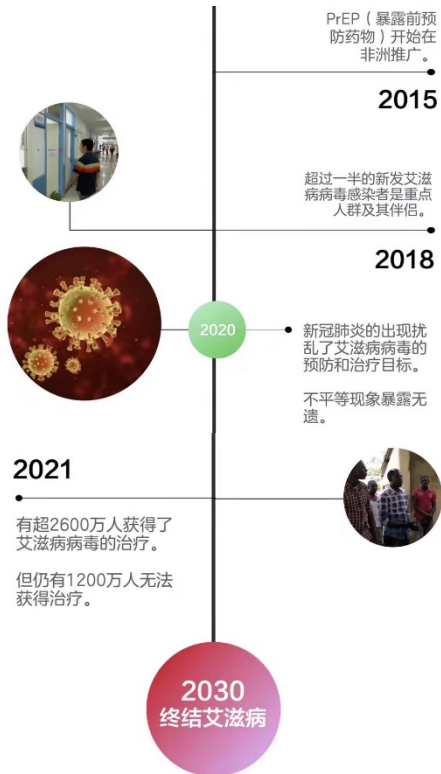 PrEP（暴露前预
防药物）开始在
非洲推广。
2015
超过一半的新发艾滋
病病毒感染者是重点
人群及其伴侣。
2018
2020
新冠肺炎的出现扰
乱了艾滋病病毒的
预防和治疗目标。
不平等现象暴露无
遗。
2021
有超2600万人获得了
艾滋病病毒的治疗。
但仍有1200万人无法
获得治疗。
2030
终结艾滋病